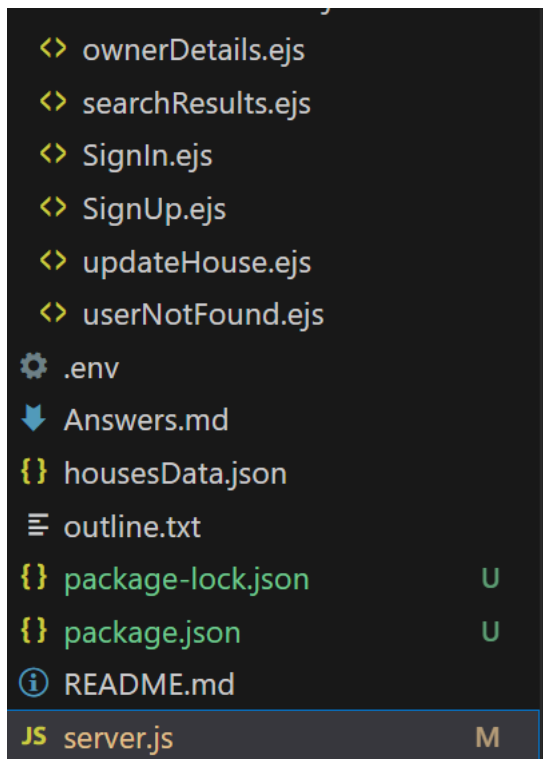 <> ownerDetails.ejs
<> searchResults.ejs
<> SignIn.ejs
<> SignUp.ejs
<> updateHouse.ejs
<> userNotFound.ejs
.env
Answers.md
{} housesData.json
outline.txt
{} package-lock.json U
{} package.json U
README.md
JS server.js M